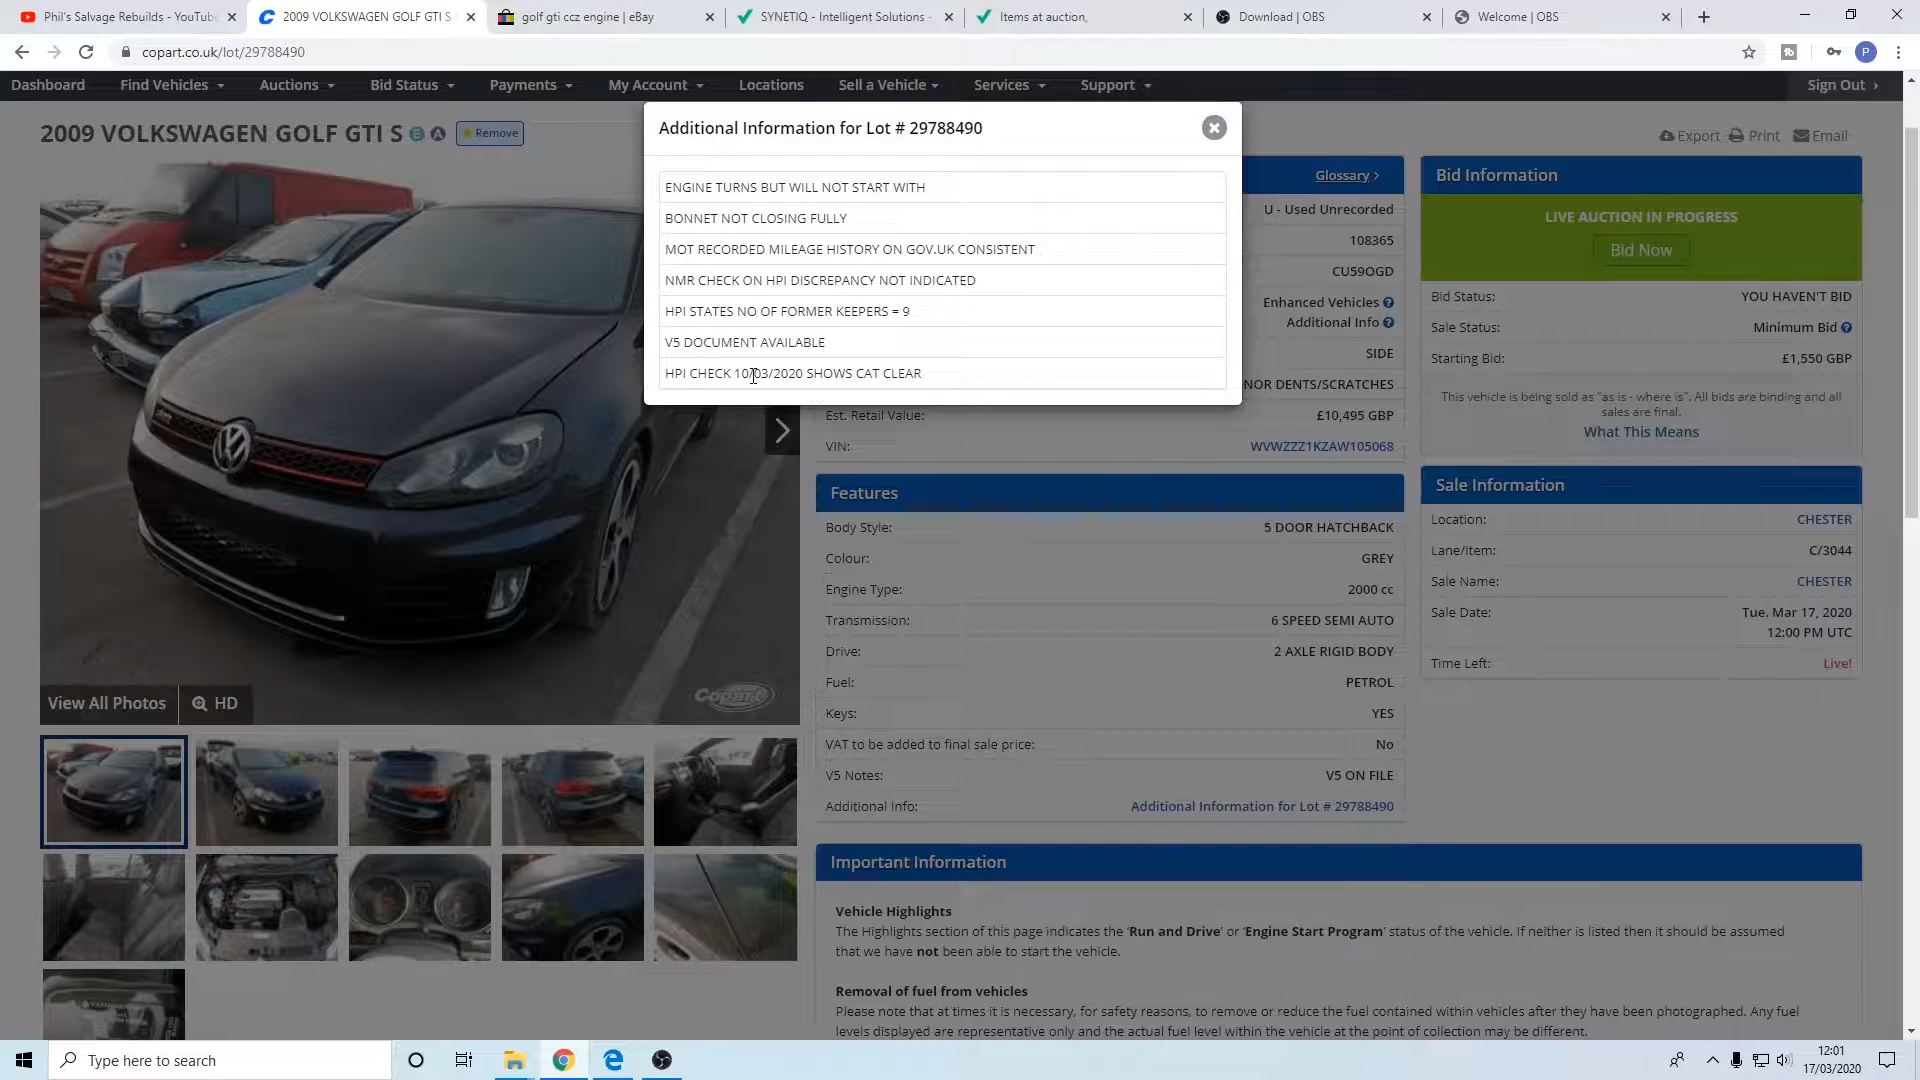 Phil's Salvage Rebuilds - YouTub
2009 VOLKSWAGEN GOLF GTI S
golf gti ccz engine | eBay
SYNETIQ - Intelligent Solutions -
Items at auction,
Download | OBS
Welcome | OBS
copart.co.uk/lot/29788490
Dashboard
Find Vehicles
Auctions
Bid Status
Payments
My Account
Locations
Sell a Vehicle
Services
Support
Sign Out
2009 VOLKSWAGEN GOLF GTI S
E A
Remove
Export
Print
Email
Additional Information for Lot # 29788490
ENGINE TURNS BUT WILL NOT START WITH
BONNET NOT CLOSING FULLY
MOT RECORDED MILEAGE HISTORY ON GOV.UK CONSISTENT
NMR CHECK ON HPI DISCREPANCY NOT INDICATED
HPI STATES NO OF FORMER KEEPERS = 9
V5 DOCUMENT AVAILABLE
HPI CHECK 10/03/2020 SHOWS CAT CLEAR
Glossary
U - Used Unrecorded
108365
CU59OGD
Enhanced Vehicles
Additional Info
SIDE
NOR DENTS/SCRATCHES
Est. Retail Value: £10,495 GBP
VIN: WVWZZZ1KZAW105068
Features
Body Style: 5 DOOR HATCHBACK
Colour: GREY
Engine Type: 2000 cc
Transmission: 6 SPEED SEMI AUTO
Drive: 2 AXLE RIGID BODY
Fuel: PETROL
Keys: YES
VAT to be added to final sale price: No
V5 Notes: V5 ON FILE
Additional Info: Additional Information for Lot # 29788490
Bid Information
LIVE AUCTION IN PROGRESS
Bid Now
Bid Status: YOU HAVEN'T BID
Sale Status: Minimum Bid
Starting Bid: £1,550 GBP
This vehicle is being sold as "as is - where is". All bids are binding and all
sales are final.
What This Means
Sale Information
Location: CHESTER
Lane/Item: C/3044
Sale Name: CHESTER
Sale Date: Tue. Mar 17, 2020
12:00 PM UTC
Time Left: Live!
View All Photos
HD
Copart
Important Information
Vehicle Highlights
The Highlights section of this page indicates the 'Run and Drive' or 'Engine Start Program' status of the vehicle. If neither is listed then it should be assumed
that we have not been able to start the vehicle.
Removal of fuel from vehicles
Please note that at times it is necessary, for safety reasons, to remove or reduce the fuel contained within vehicles after they have been photographed. Any fuel
levels displayed are representative only and the actual fuel level within the vehicle at the point of collection may be different.
Type here to search
12:01
17/03/2020